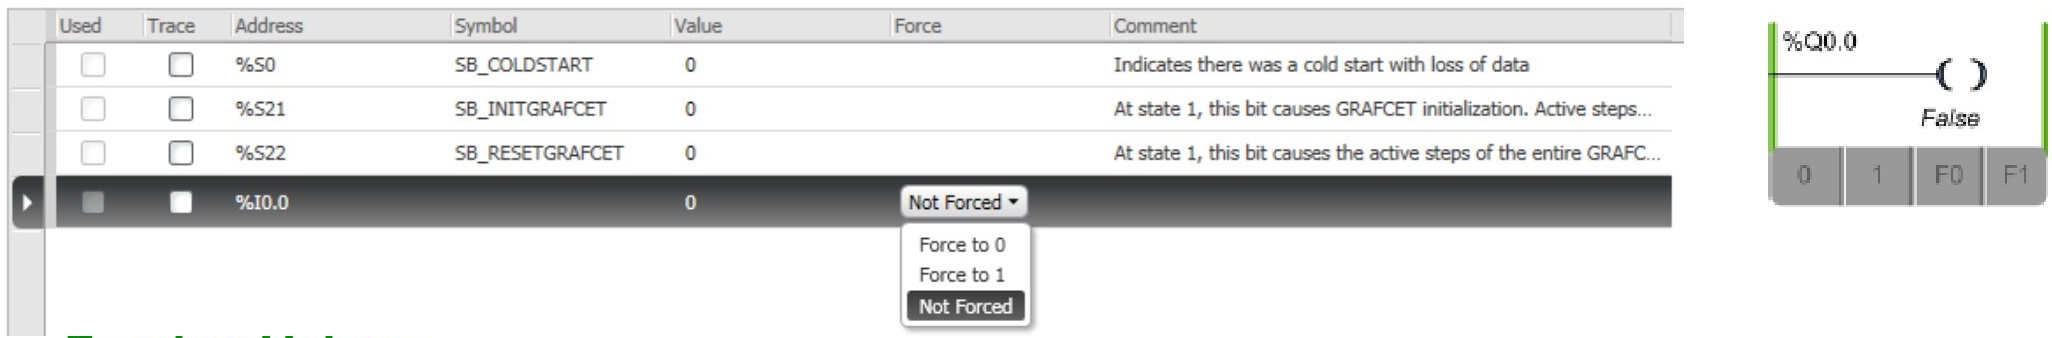 Used Trace Address Symbol Value Force Comment
%S0 SB_COLDSTART 0 Indicates there was a cold start with loss of data
%S21 SB_INITGRAFCET 0 At state 1, this bit causes GRAFCET initialization. Active steps...
%S22 SB_RESETGRAFCET 0 At state 1, this bit causes the active steps of the entire GRAFC...
%I0.0 0 Not Forced
Force to 0
Force to 1
Not Forced
%Q0.0
( )
False
0 1 F0 F1